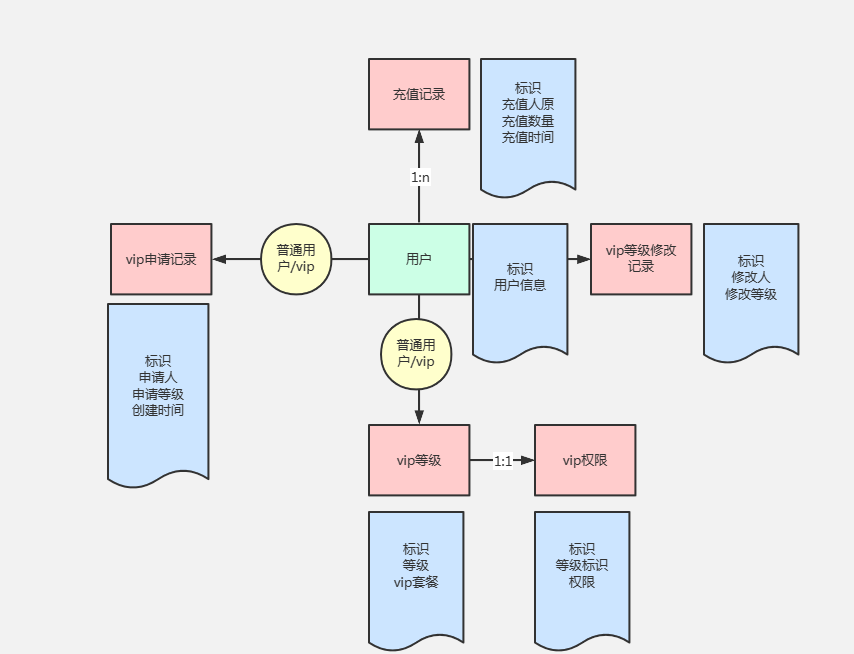 充值记录
标识
充值人原
充值数量
充值时间
1:n
vip申请记录
普通用
户/vip
用户
标识
用户信息
vip等级修改
记录
标识
修改人
修改等级
标识
申请人
申请等级
创建时间
普通用
户/vip
vip等级
1:1
vip权限
标识
等级
vip套餐
标识
等级标识
权限